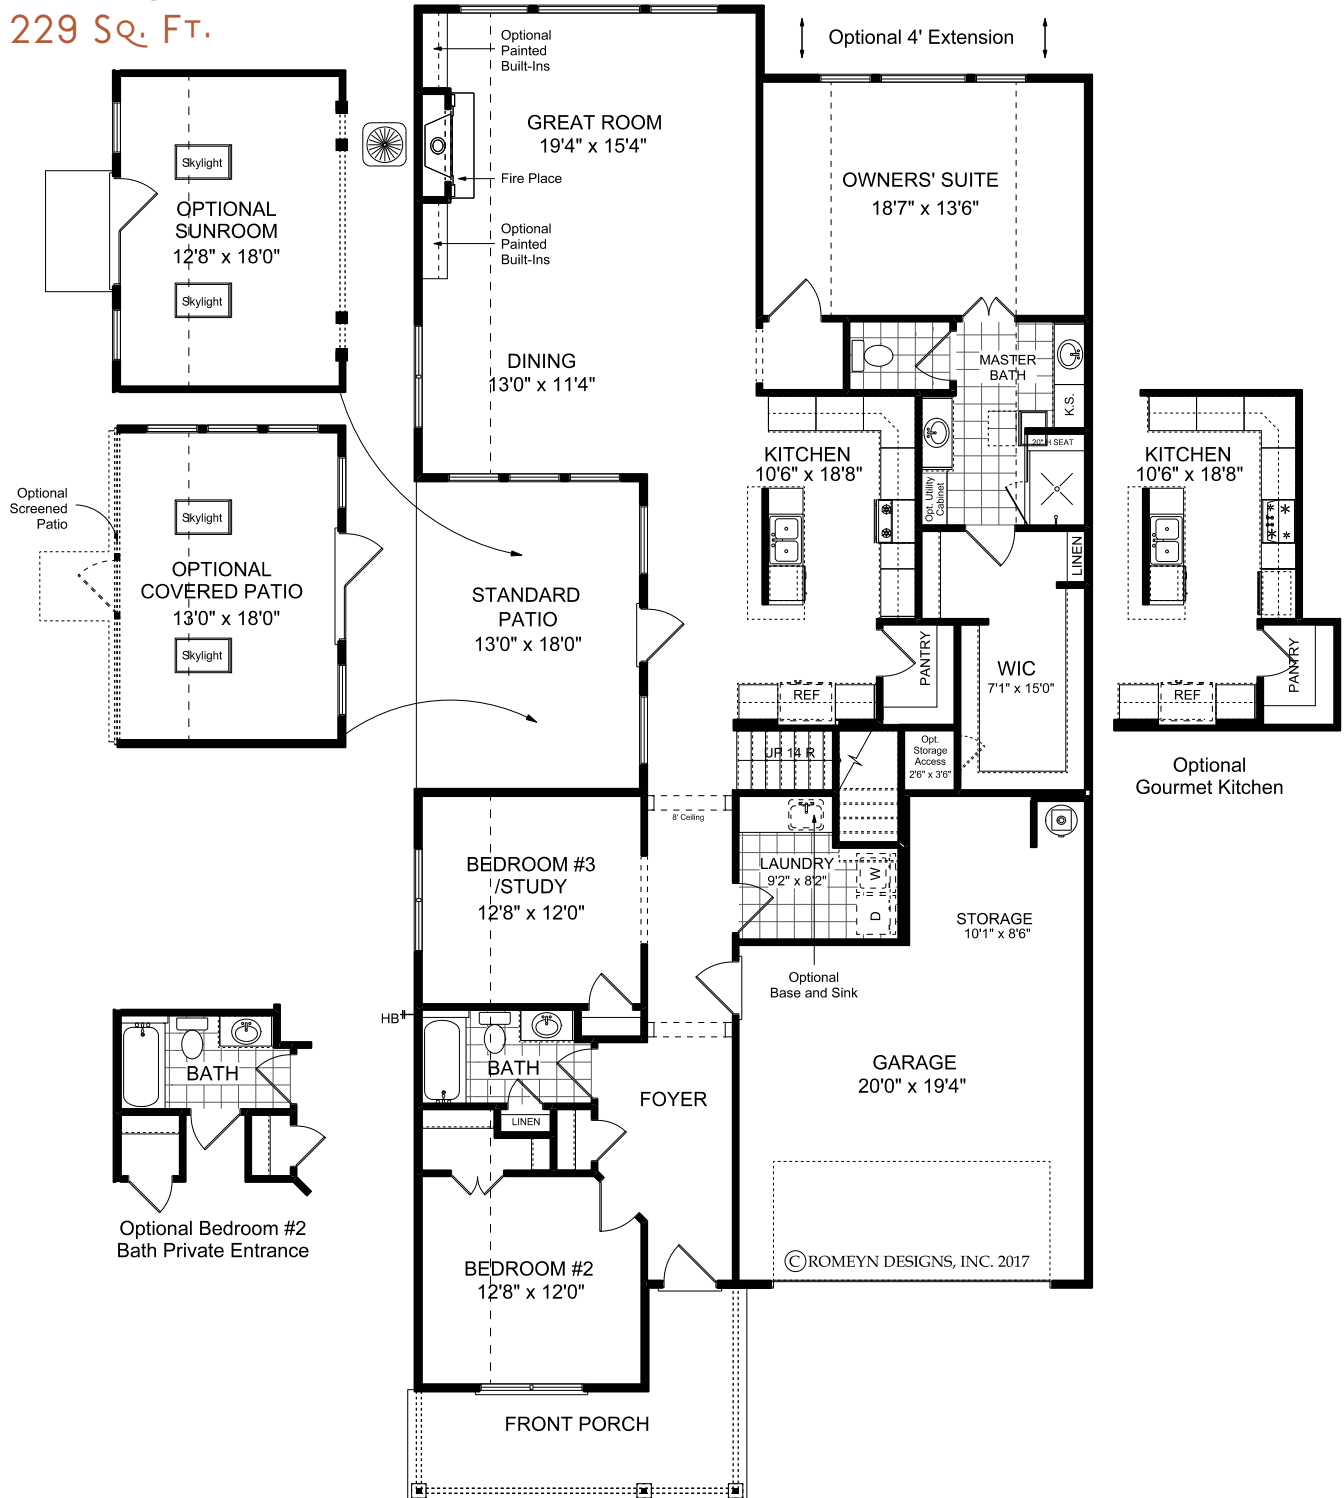 229 SQ. FT.
Optional
Painted
Built-Ins
Optional 4' Extension
GREAT ROOM
19'4" x 15'4"
Fire Place
Optional
Painted
Built-Ins
OWNERS' SUITE
18'7" x 13'6"
Skylight
OPTIONAL
SUNROOM
12'8" x 18'0"
Skylight
DINING
13'0" x 11'4"
MASTER
BATH
K.S.
20" H SEAT
Opt. Utility
Cabinet
LINEN
KITCHEN
10'6" x 18'8"
KITCHEN
10'6" x 18'8"
Optional
Screened
Patio
Skylight
OPTIONAL
COVERED PATIO
13'0" x 18'0"
Skylight
STANDARD
PATIO
13'0" x 18'0"
PANTRY
REF
WIC
7'1" x 15'0"
PANTRY
REF
Optional
Gourmet Kitchen
UP 14 R
Opt.
Storage
Access
2'6" x 3'6"
8' Ceiling
BEDROOM #3
/STUDY
12'8" x 12'0"
LAUNDRY
9'2" x 8'2"
W
D
STORAGE
10'1" x 8'6"
Optional
Base and Sink
HB
BATH
LINEN
FOYER
GARAGE
20'0" x 19'4"
BATH
Optional Bedroom #2
Bath Private Entrance
BEDROOM #2
12'8" x 12'0"
©ROMEYN DESIGNS, INC. 2017
FRONT PORCH